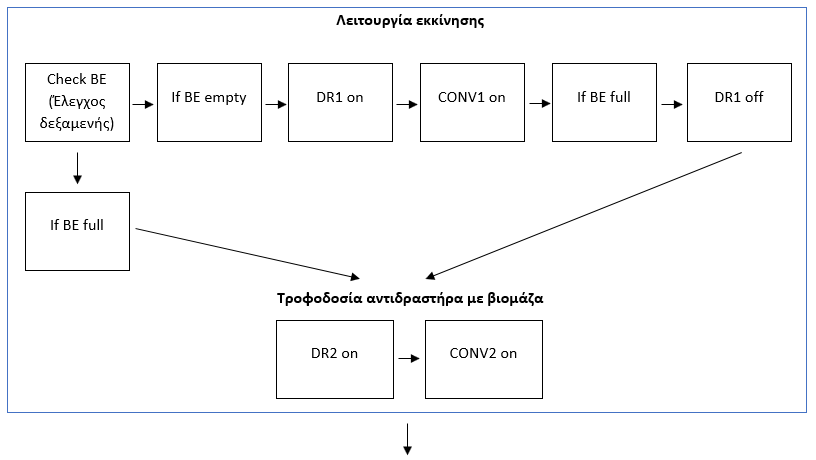 Λειτουργία εκκίνησης
Check BE
(Έλεγχος
δεξαμενής)
If BE empty
DR1 on
CONV1 on
If BE full
DR1 off
If BE full
Τροφοδοσία αντιδραστήρα με βιομάζα
DR2 on
CONV2 on